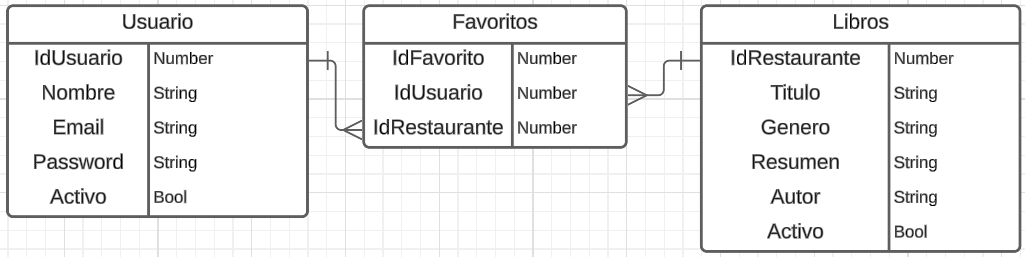 Usuario
IdUsuario Number
Nombre String
Email String
Password String
Activo Bool
Favoritos
IdFavorito Number
IdUsuario Number
IdRestaurante Number
Libros
IdRestaurante Number
Titulo String
Genero String
Resumen String
Autor String
Activo Bool